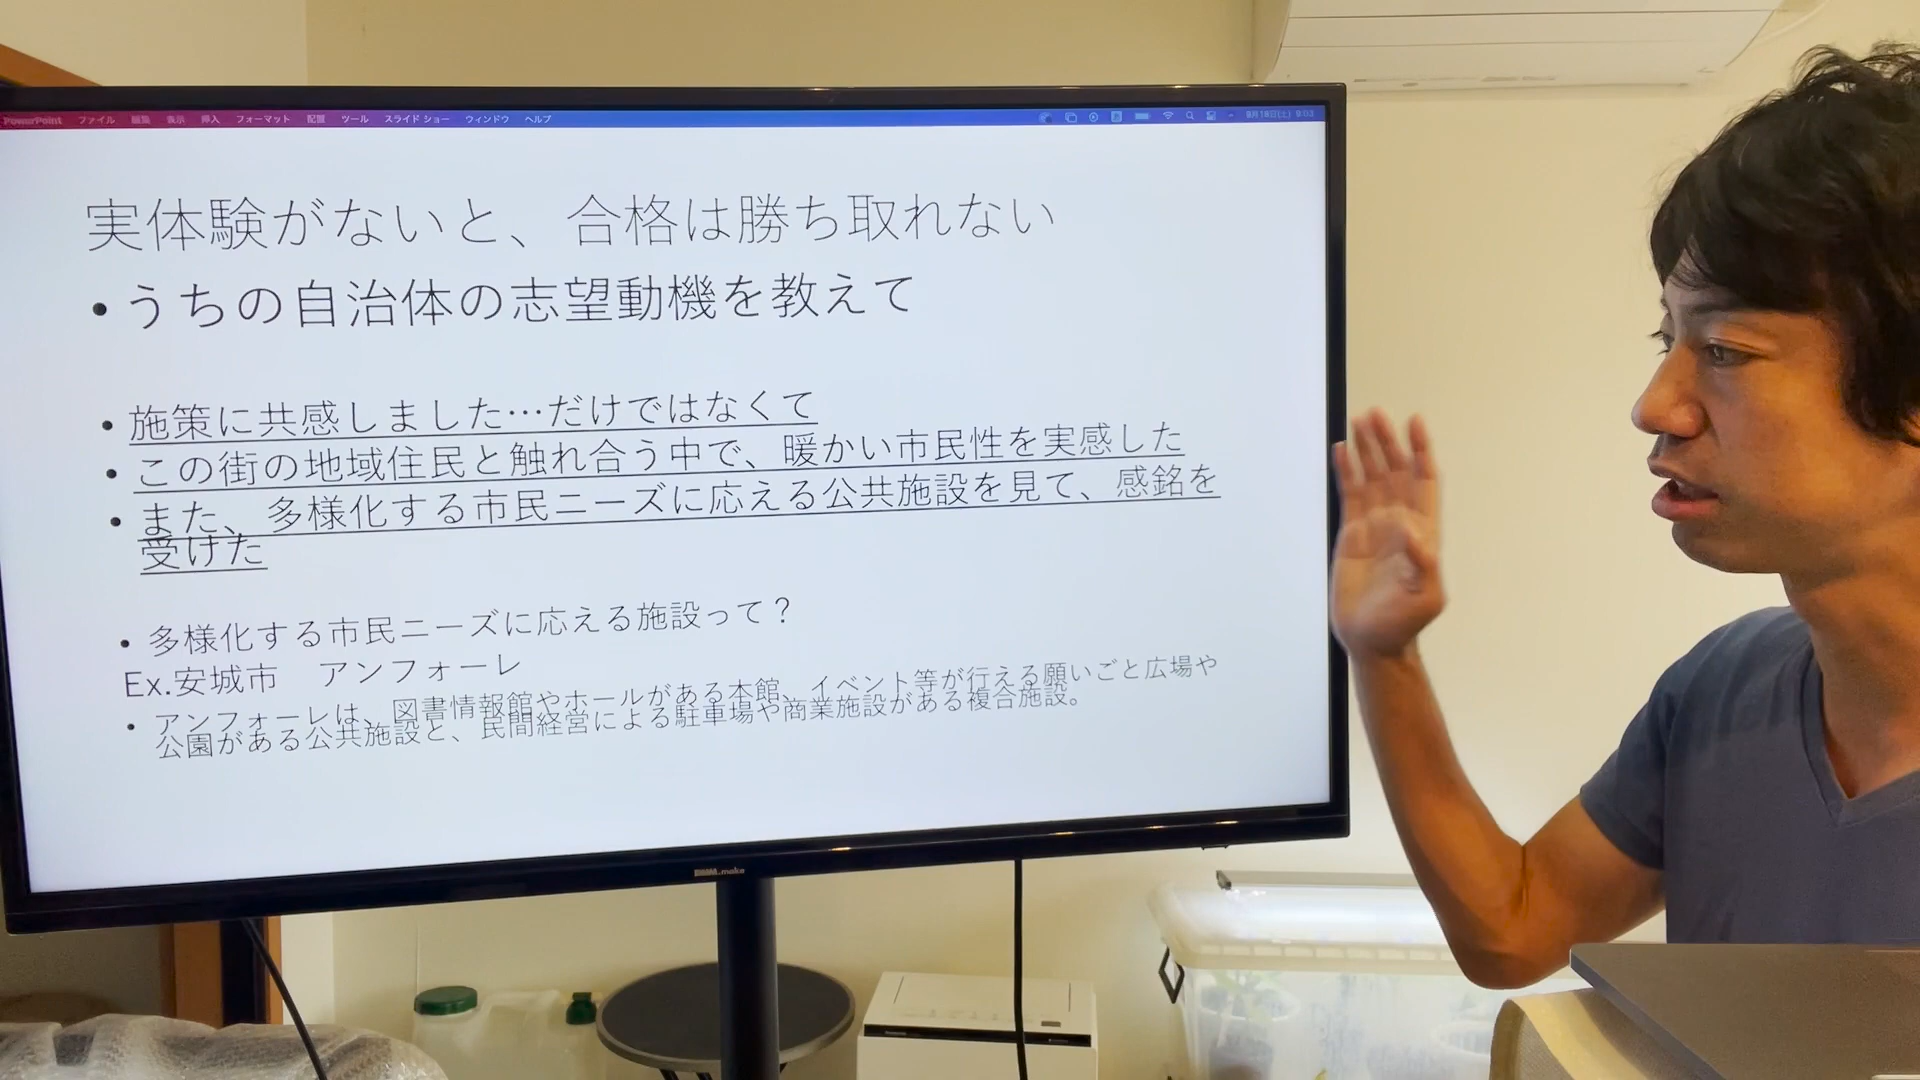 PowerPoint ファイル 編集 表示 挿入 フォーマット 配置 ツール スライド ショー ウィンドウ ヘルプ 9月18日(土) 9:03
実体験がないと、合格は勝ち取れない
•うちの自治体の志望動機を教えて
•施策に共感しました…だけではなくて
•この街の地域住民と触れ合う中で、暖かい市民性を実感した
•また、多様化する市民ニーズに応える公共施設を見て、感銘を
受けた
•多様化する市民ニーズに応える施設って？
Ex.安城市　アンフォーレ
•アンフォーレは、図書情報館やホールがある本館、イベント等が行える願いごと広場や
公園がある公共施設と、民間経営による駐車場や商業施設がある複合施設。
DMM.make